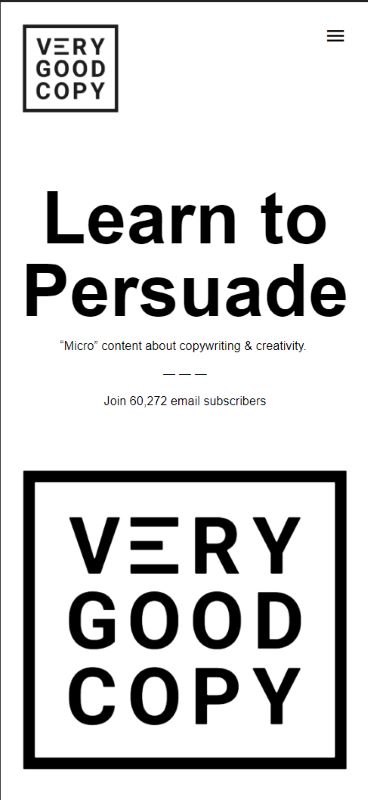 VERY
GOOD
COPY
Learn to
Persuade
“Micro” content about copywriting & creativity.
— — —
Join 60,272 email subscribers
VERY
GOOD
COPY